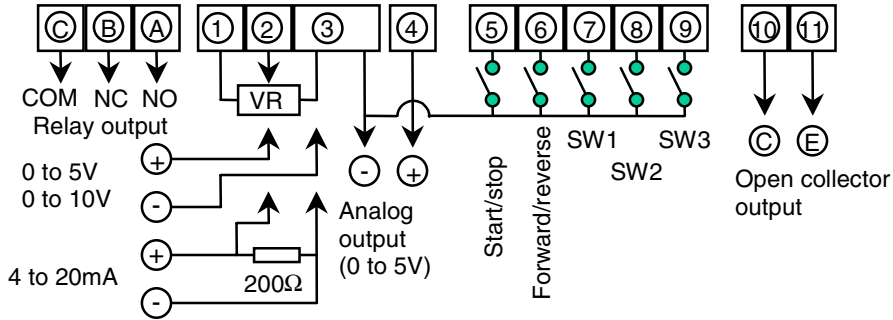 C B A 1 2 3 4 5 6 7 8 9 10 11
COM NC NO
VR
Relay output
SW1
SW3
SW2
+
0 to 5V
0 to 10V
-
- +
C E
Start/stop
Forward/reverse
Analog
output
(0 to 5V)
Open collector
output
+
4 to 20mA
200Ω
-